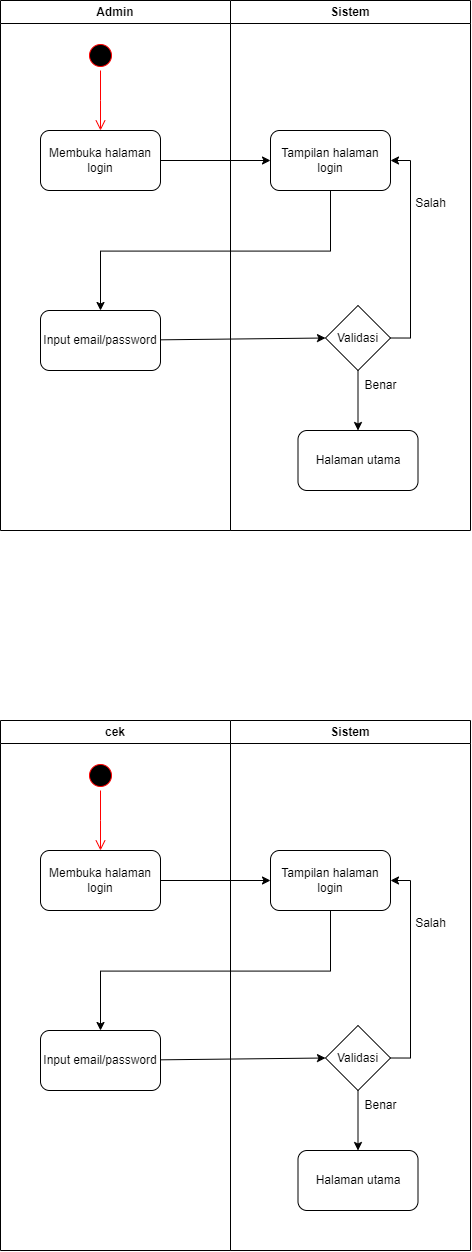 Admin
Sistem
Membuka halaman
login
Tampilan halaman
login
Salah
Input email/password
Validasi
Benar
Halaman utama
cek
Sistem
Membuka halaman
login
Tampilan halaman
login
Salah
Input email/password
Validasi
Benar
Halaman utama